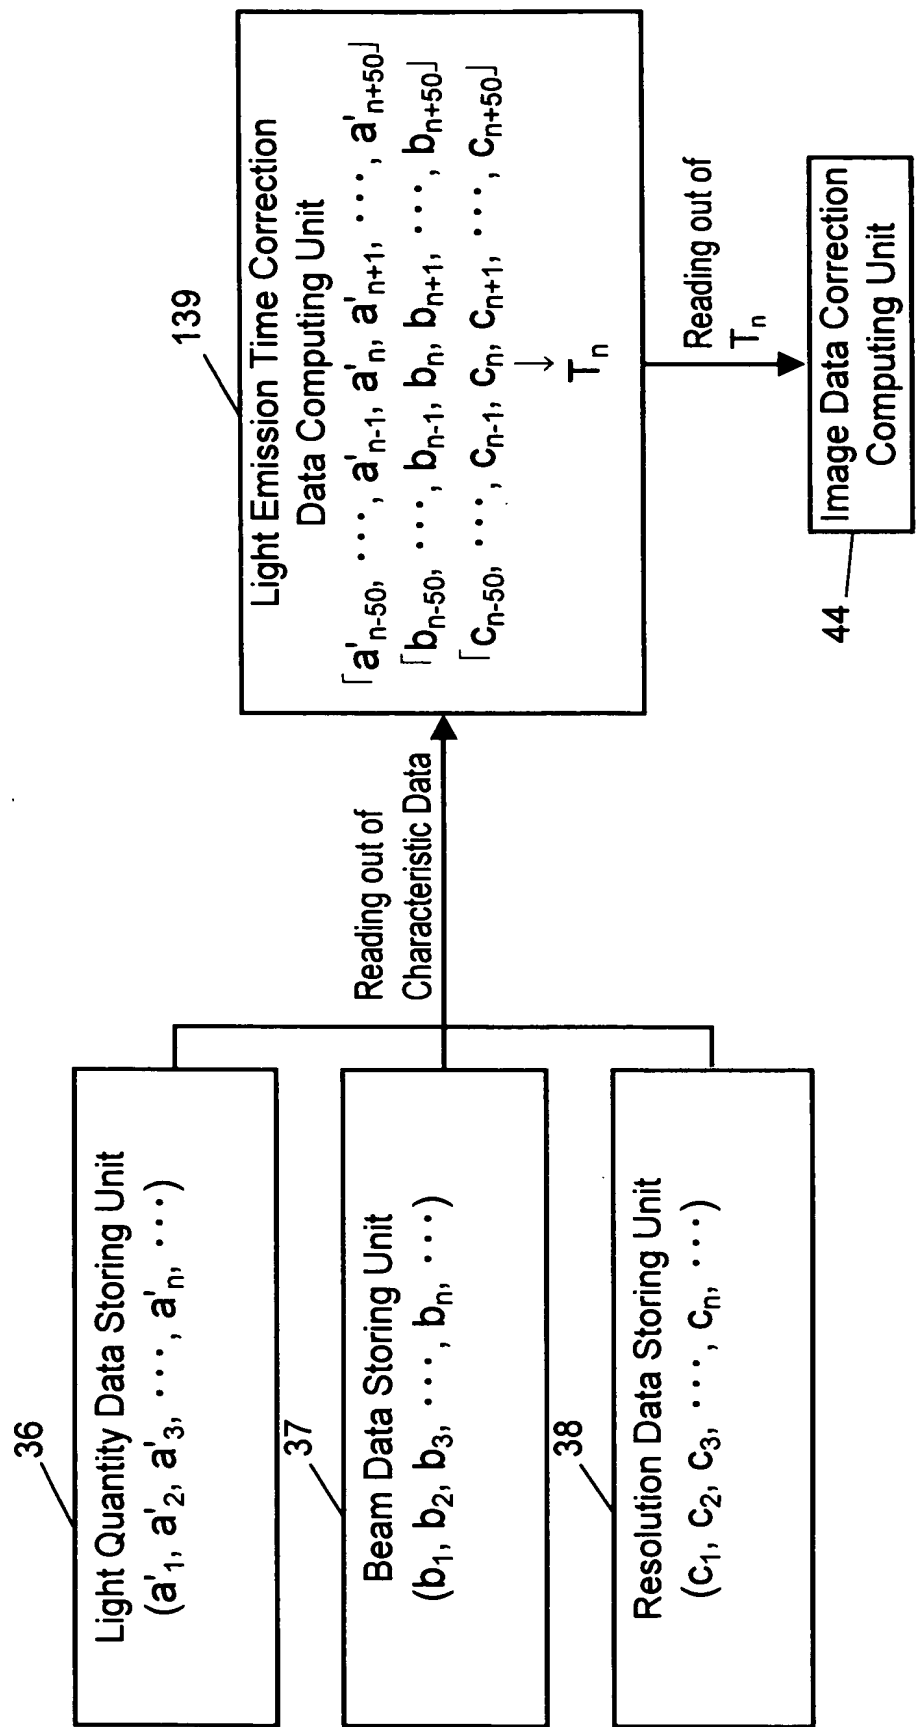 36
Light Quantity Data Storing Unit
(a'₁, a'₂, a'₃, ···, a'ₙ, ···)
37
Beam Data Storing Unit
(b₁, b₂, b₃, ···, bₙ, ···)
38
Resolution Data Storing Unit
(c₁, c₂, c₃, ···, cₙ, ···)
Reading out of
Characteristic Data
139
Light Emission Time Correction
Data Computing Unit
「a'ₙ₋₅₀, ···, a'ₙ₋₁, a'ₙ, a'ₙ₊₁, ···, a'ₙ₊₅₀」
「bₙ₋₅₀, ···, bₙ₋₁, bₙ, bₙ₊₁, ···, bₙ₊₅₀」
「cₙ₋₅₀, ···, cₙ₋₁, cₙ, cₙ₊₁, ···, cₙ₊₅₀」
↓
Tₙ
Reading out of
Tₙ
44
Image Data Correction
Computing Unit